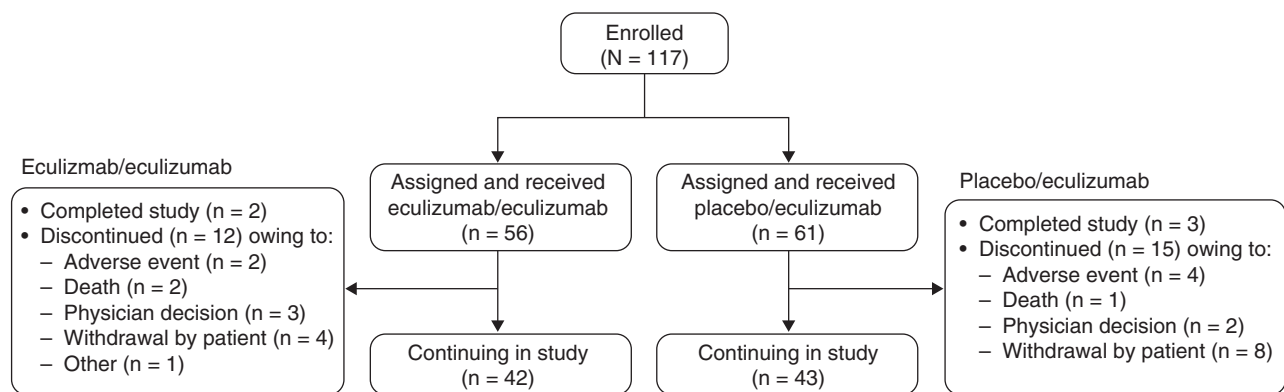 Enrolled
(N = 117)
Eculizmab/eculizumab
• Completed study (n = 2)
• Discontinued (n = 12) owing to:
– Adverse event (n = 2)
– Death (n = 2)
– Physician decision (n = 3)
– Withdrawal by patient (n = 4)
– Other (n = 1)
Assigned and received
eculizumab/eculizumab
(n = 56)
Assigned and received
placebo/eculizumab
(n = 61)
Placebo/eculizumab
• Completed study (n = 3)
• Discontinued (n = 15) owing to:
– Adverse event (n = 4)
– Death (n = 1)
– Physician decision (n = 2)
– Withdrawal by patient (n = 8)
Continuing in study
(n = 42)
Continuing in study
(n = 43)